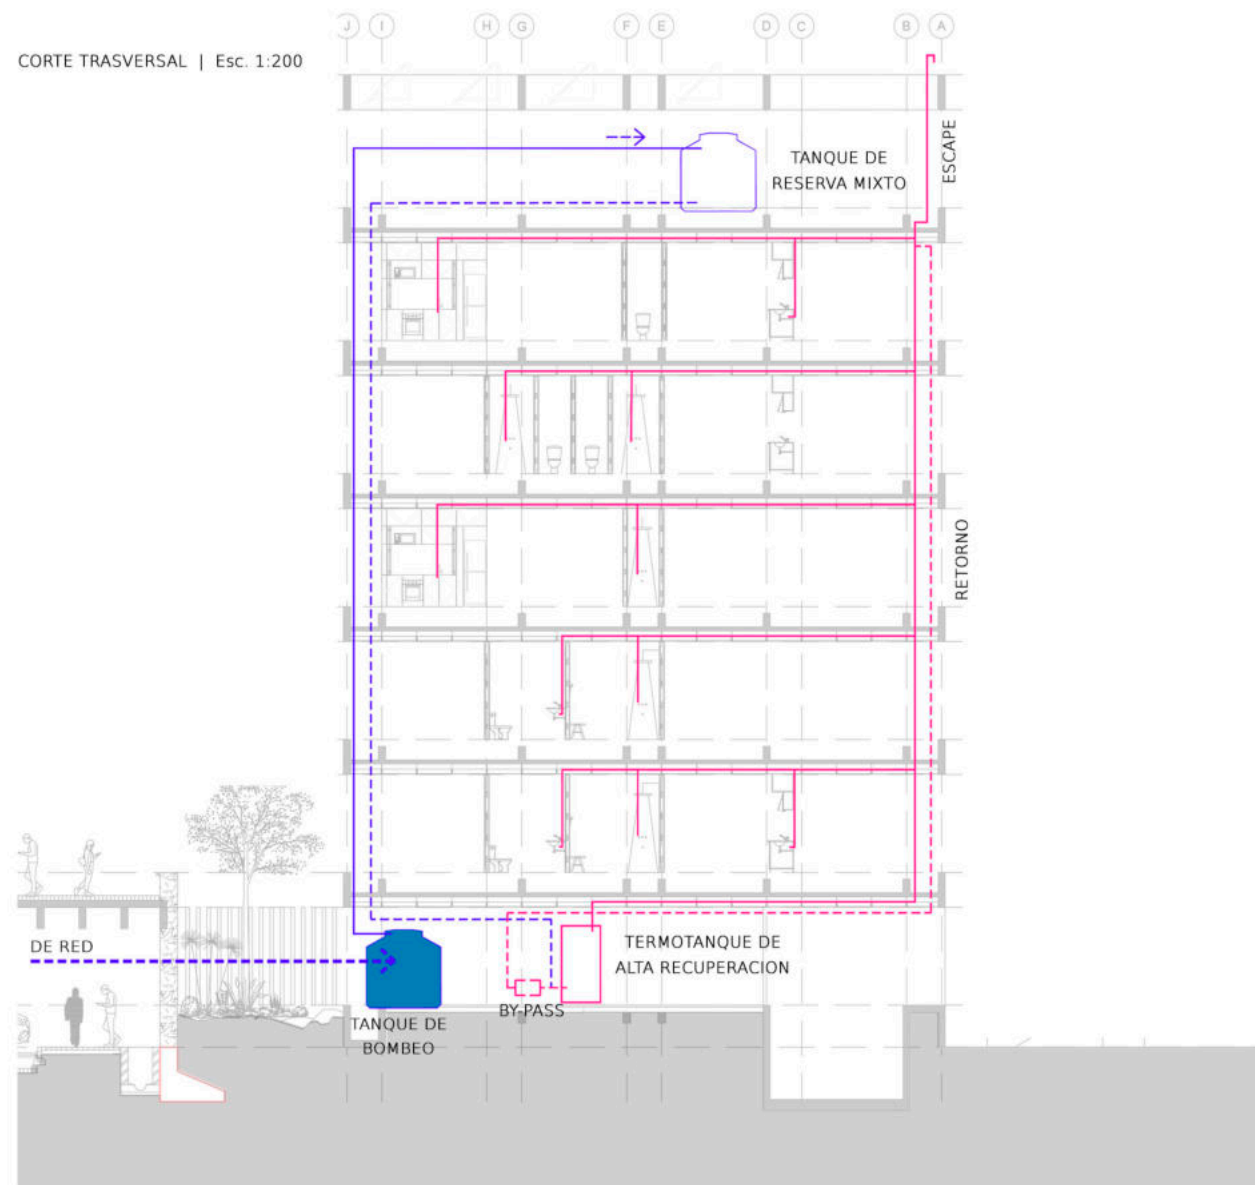 J I H G F E D C B A
CORTE TRASVERSAL | Esc. 1:200
TANQUE DE
RESERVA MIXTO
ESCAPE
RETORNO
DE RED
TERMOTANQUE DE
ALTA RECUPERACION
BY-PASS
TANQUE DE
BOMBEO